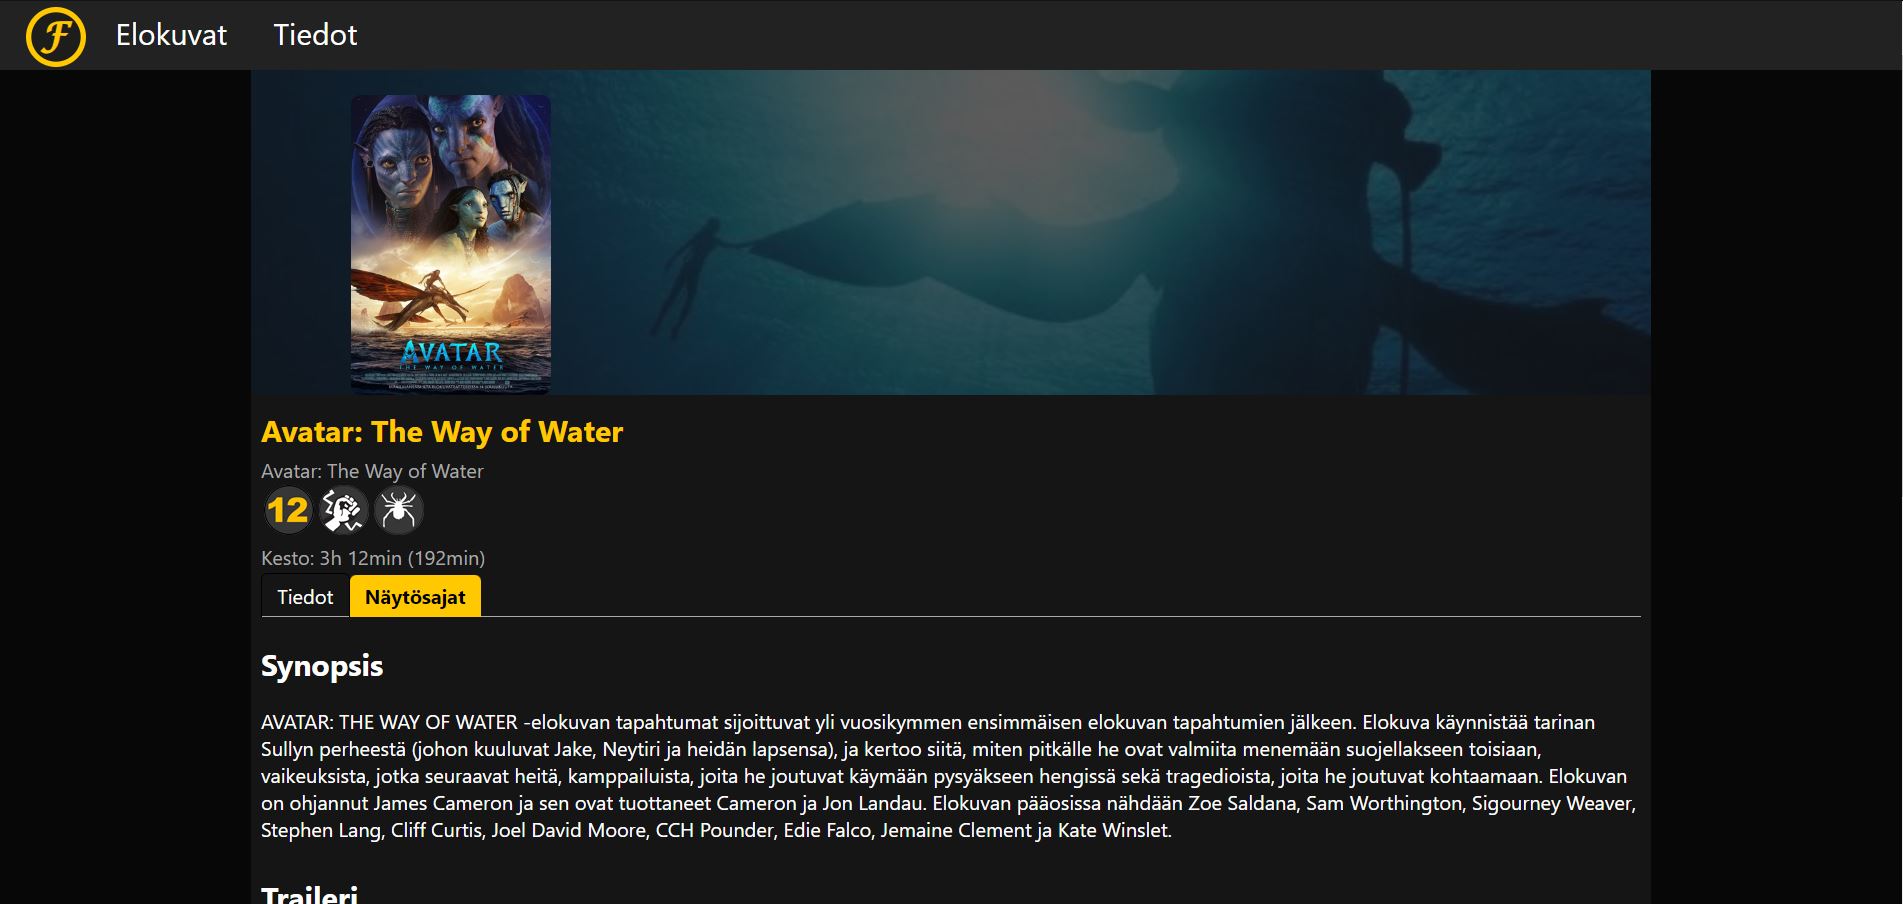 F
Elokuvat Tiedot
AVATAR
THE WAY OF WATER
Avatar: The Way of Water
Avatar: The Way of Water
12
Kesto: 3h 12min (192min)
Tiedot Näytösajat
Synopsis
AVATAR: THE WAY OF WATER -elokuvan tapahtumat sijoittuvat yli vuosikymmen ensimmäisen elokuvan tapahtumien jälkeen. Elokuva käynnistää tarinan
Sullyn perheestä (johon kuuluvat Jake, Neytiri ja heidän lapsensa), ja kertoo siitä, miten pitkälle he ovat valmiita menemään suojellakseen toisiaan,
vaikeuksista, jotka seuraavat heitä, kamppailuista, joita he joutuvat käymään pysyäkseen hengissä sekä tragedioista, joita he joutuvat kohtaamaan. Elokuvan
on ohjannut James Cameron ja sen ovat tuottaneet Cameron ja Jon Landau. Elokuvan pääosissa nähdään Zoe Saldana, Sam Worthington, Sigourney Weaver,
Stephen Lang, Cliff Curtis, Joel David Moore, CCH Pounder, Edie Falco, Jemaine Clement ja Kate Winslet.
Traileri